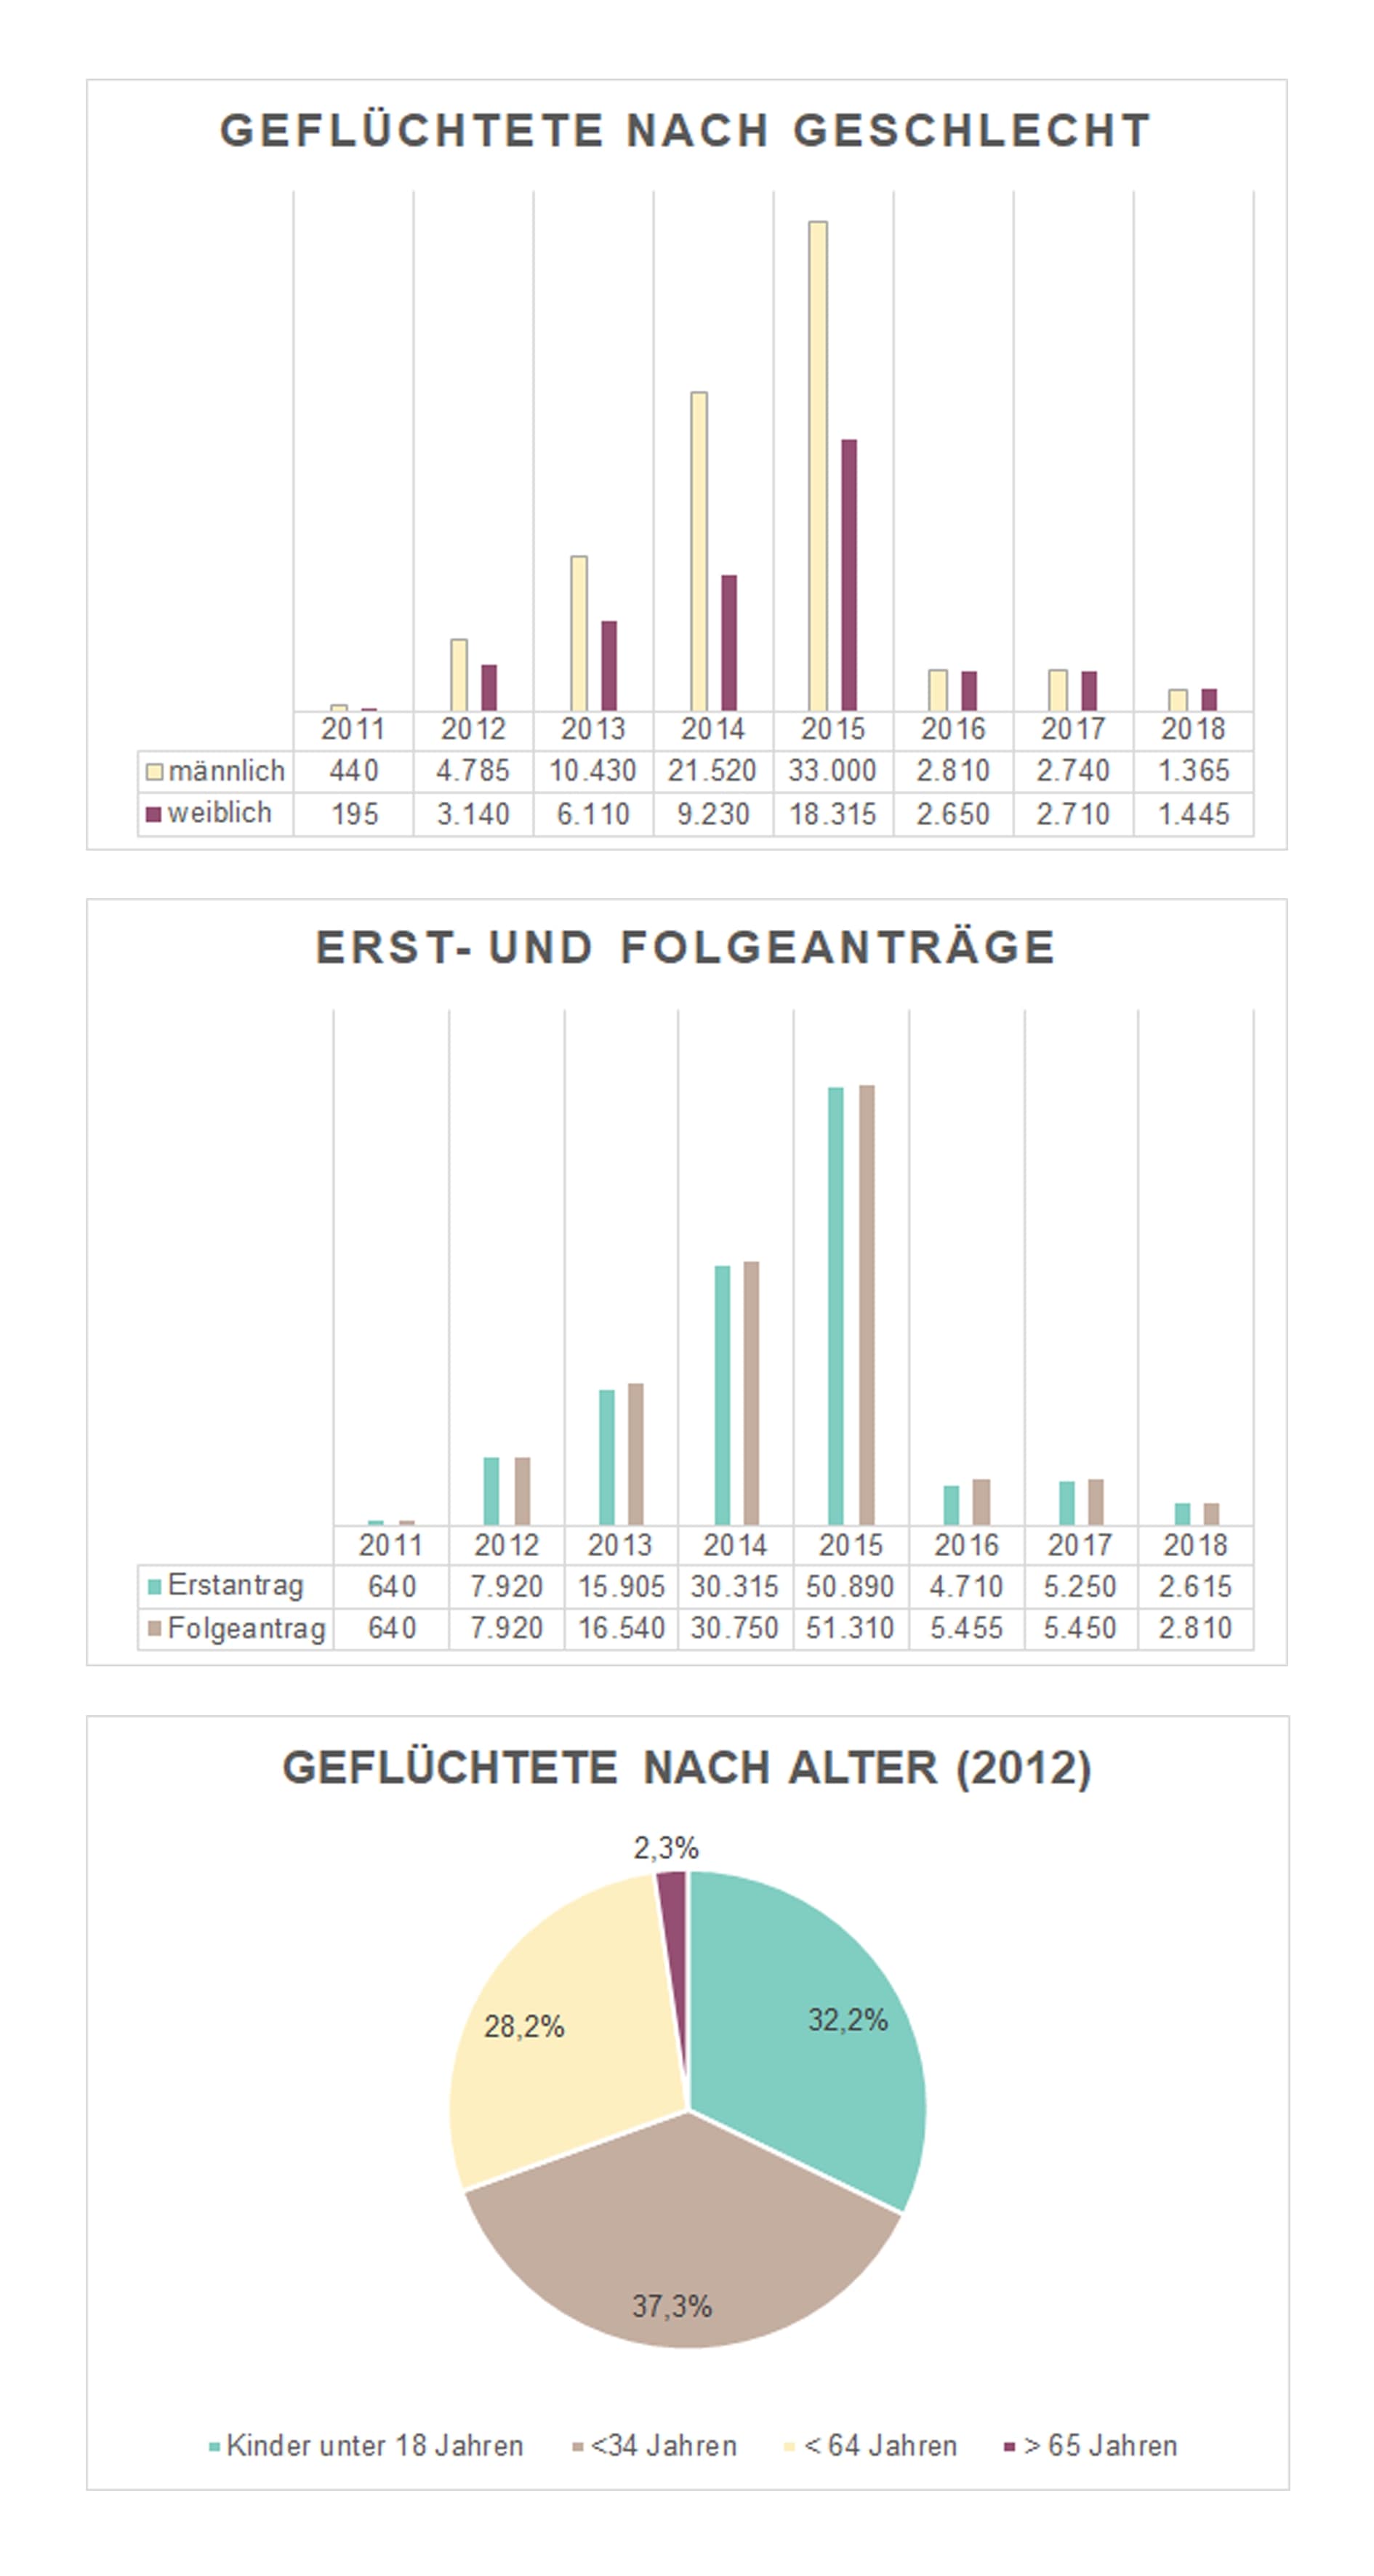 GEFLÜCHTETE NACH GESCHLECHT
2011 2012 2013 2014 2015 2016 2017 2018
männlich 440 4.785 10.430 21.520 33.000 2.810 2.740 1.365
weiblich 195 3.140 6.110 9.230 18.315 2.650 2.710 1.445
ERST- UND FOLGEANTRÄGE
2011 2012 2013 2014 2015 2016 2017 2018
Erstantrag 640 7.920 15.905 30.315 50.890 4.710 5.250 2.615
Folgeantrag 640 7.920 16.540 30.750 51.310 5.455 5.450 2.810
GEFLÜCHTETE NACH ALTER (2012)
2,3%
32,2%
28,2%
37,3%
Kinder unter 18 Jahren <34 Jahren < 64 Jahren > 65 Jahren